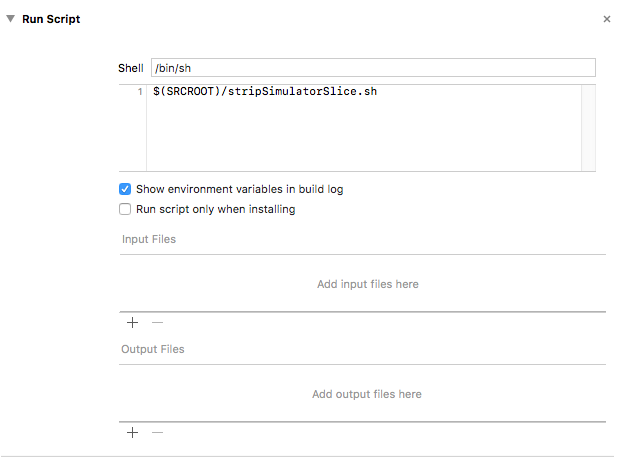 Run Script
Shell /bin/sh
1 $(SRCROOT)/stripSimulatorSlice.sh
Show environment variables in build log
Run script only when installing
Input Files
Add input files here
Output Files
Add output files here